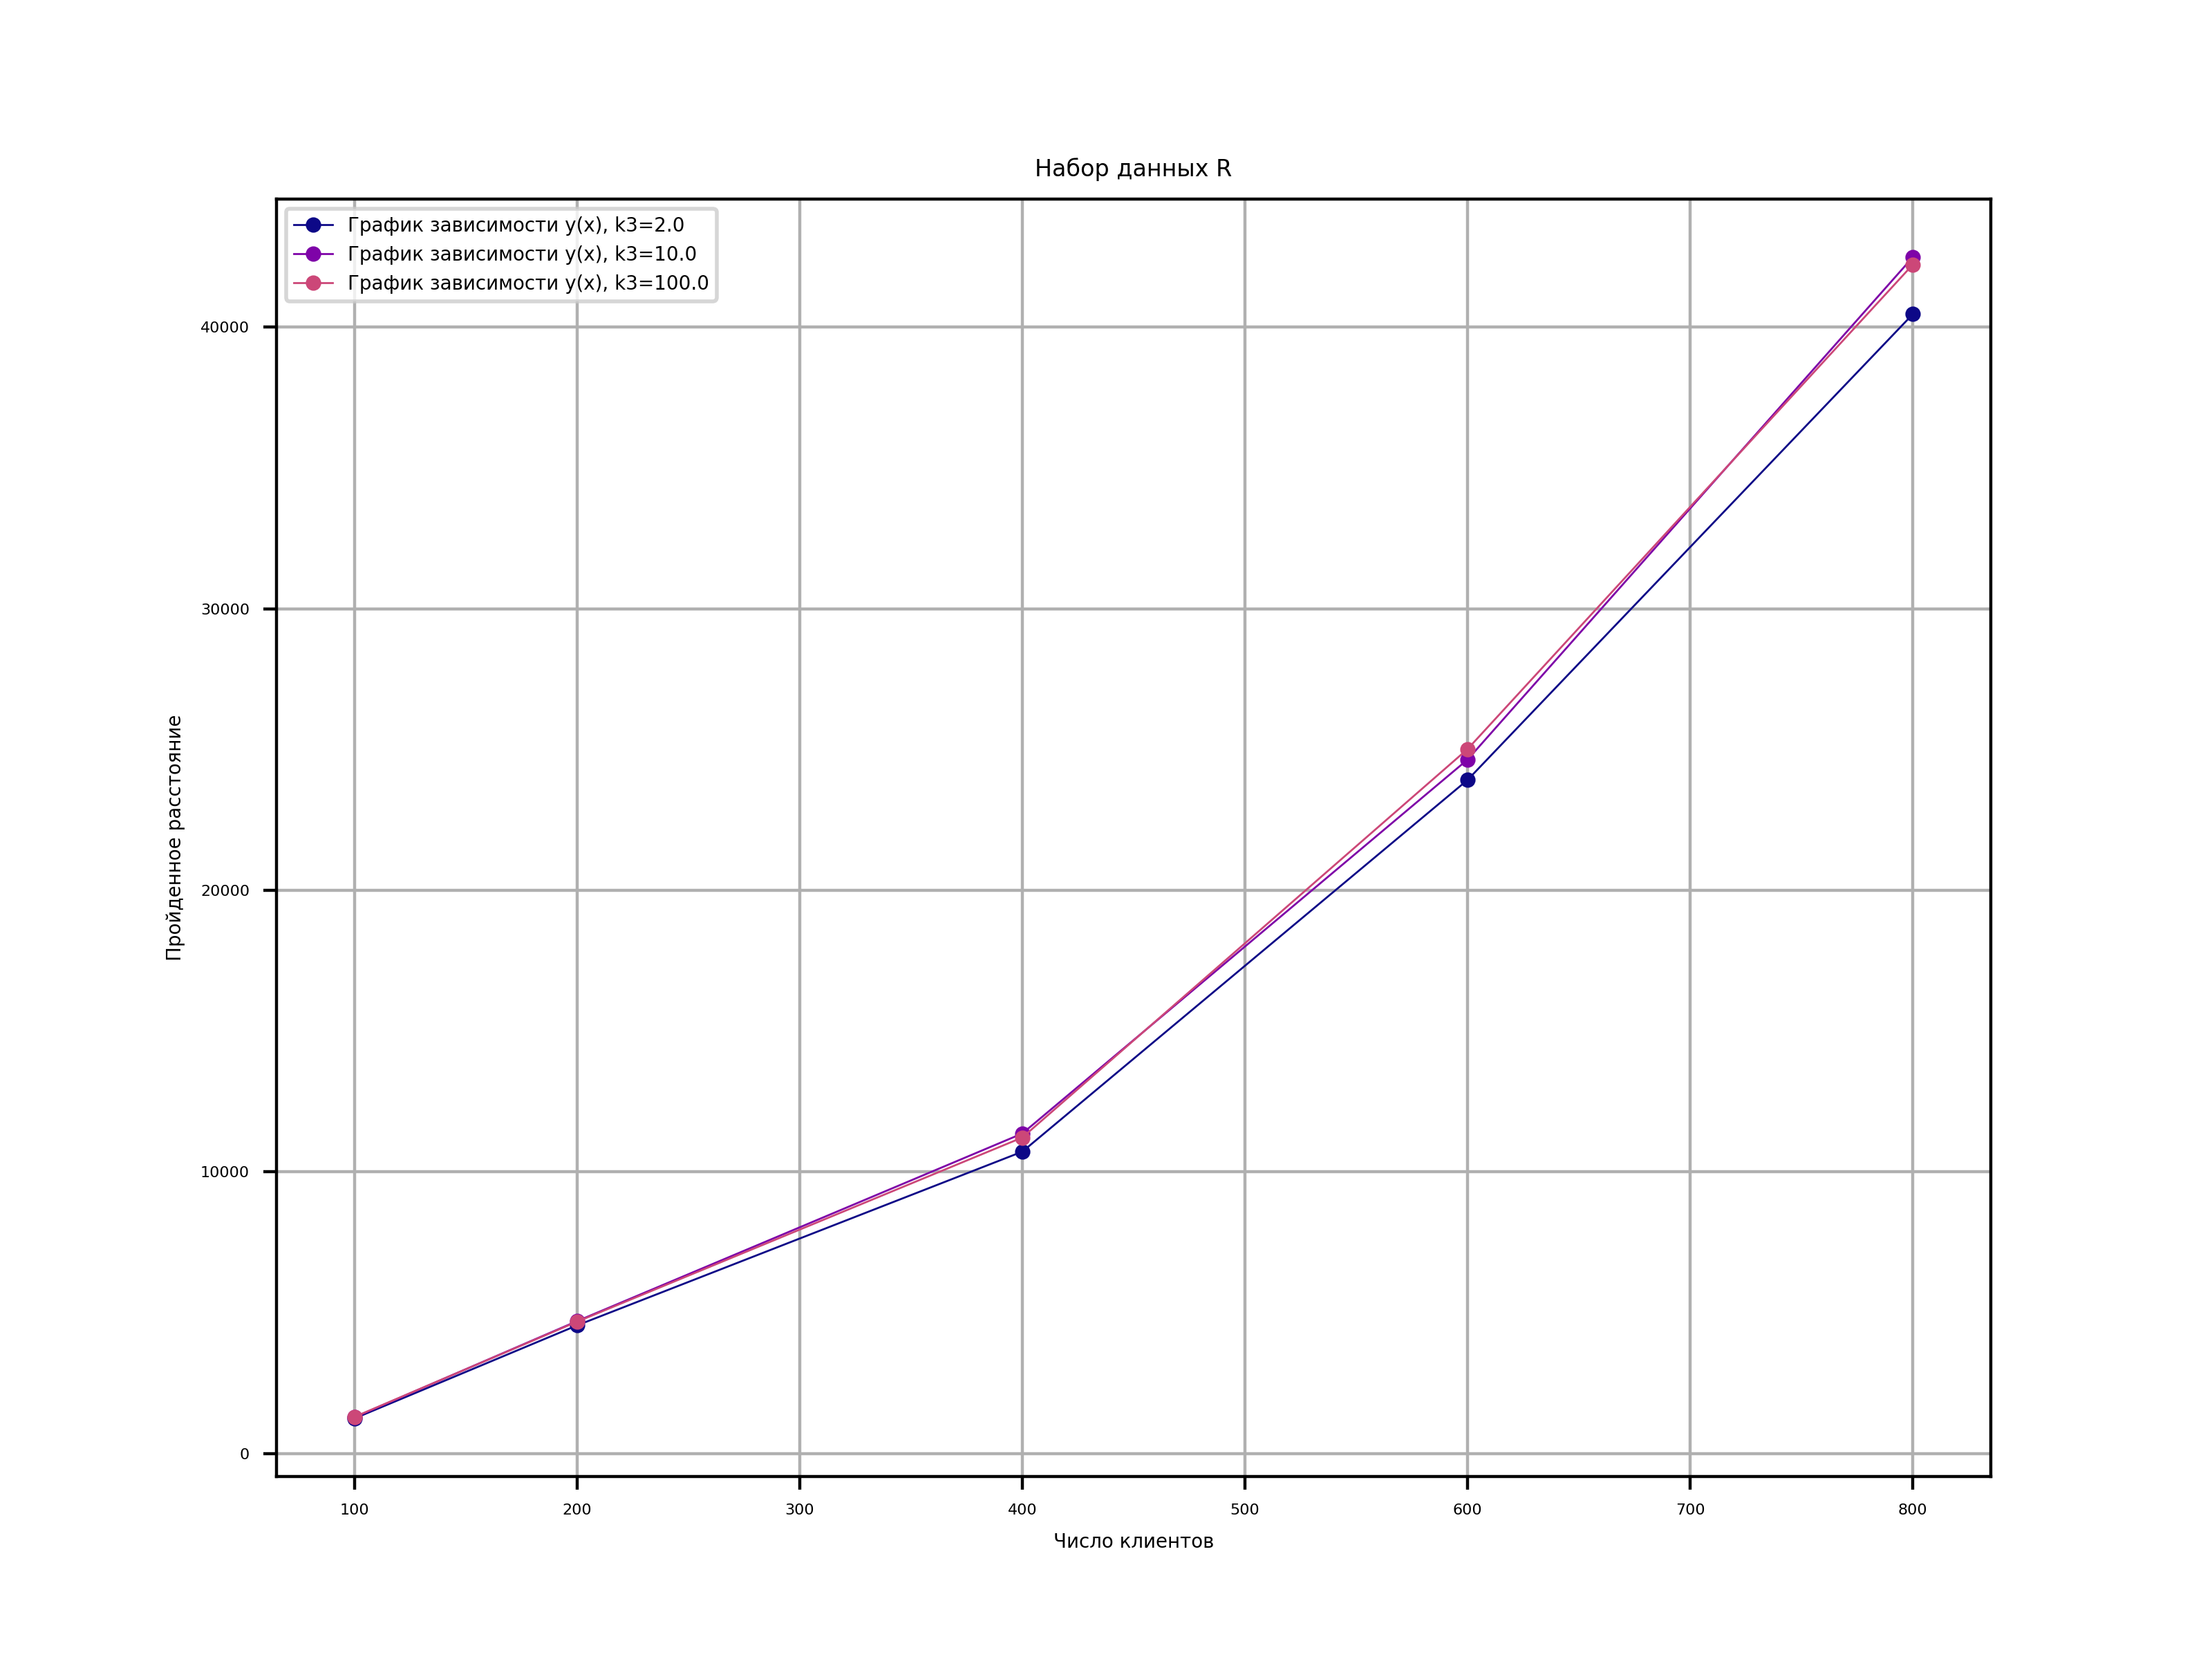 Набор данных R
График зависимости y(x), k3=2.0
График зависимости y(x), k3=10.0
График зависимости y(x), k3=100.0
40000
30000
20000
10000
0
Пройденное расстояние
100 200 300 400 500 600 700 800
Число клиентов